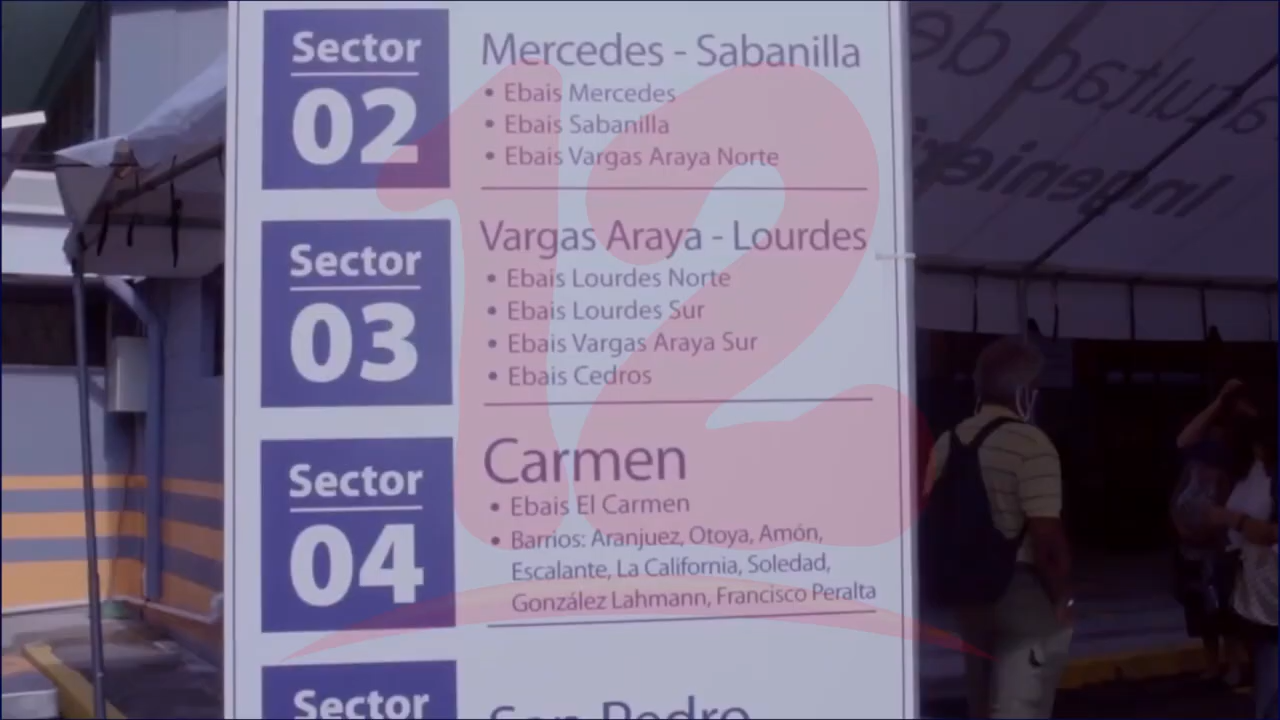 Sector
02
Mercedes - Sabanilla
• Ebais Mercedes
• Ebais Sabanilla
• Ebais Vargas Araya Norte
Sector
03
Vargas Araya - Lourdes
• Ebais Lourdes Norte
• Ebais Lourdes Sur
• Ebais Vargas Araya Sur
• Ebais Cedros
Sector
04
Carmen
• Ebais El Carmen
• Barrios: Aranjuez, Otoya, Amón,
Escalante, La California, Soledad,
González Lahmann, Francisco Peralta
Sector
San Pedro
12